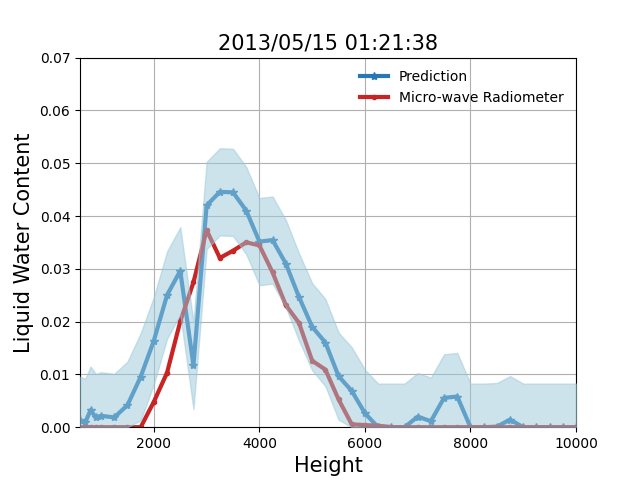 2013/05/15 01:21:38
Prediction
Micro-wave Radiometer
Liquid Water Content
0.07
0.06
0.05
0.04
0.03
0.02
0.01
0.00
2000 4000 6000 8000 10000
Height